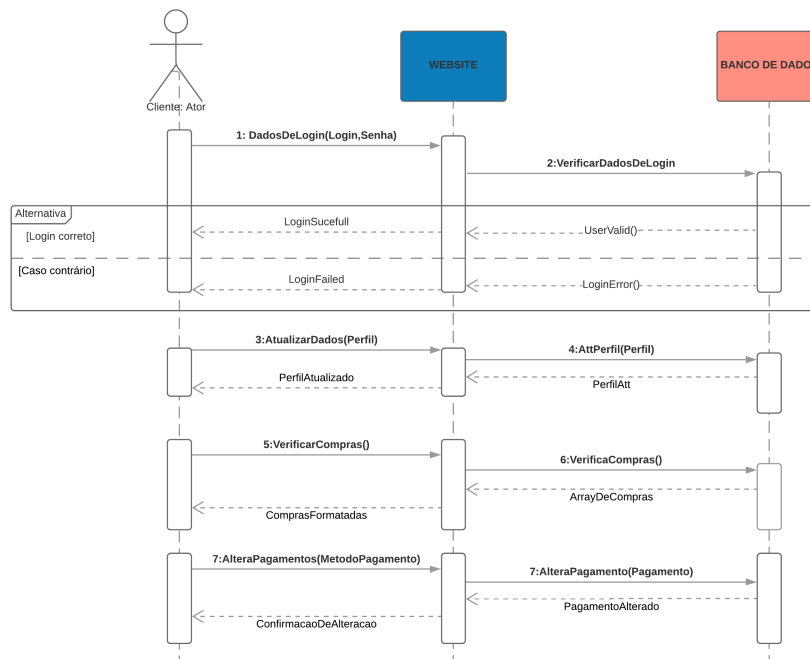 Cliente: Ator
WEBSITE
BANCO DE DADO
1: DadosDeLogin(Login,Senha)
2:VerificarDadosDeLogin
Alternativa
[Login correto]
LoginSucefull
UserValid()
[Caso contrário]
LoginFailed
LoginError()
3:AtualizarDados(Perfil)
4:AttPerfil(Perfil)
PerfilAtualizado
PerfilAtt
5:VerificarCompras()
6:VerificaCompras()
ArrayDeCompras
ComprasFormatadas
7:AlteraPagamentos(MetodoPagamento)
7:AlteraPagamento(Pagamento)
PagamentoAlterado
ConfirmacaoDeAlteracao